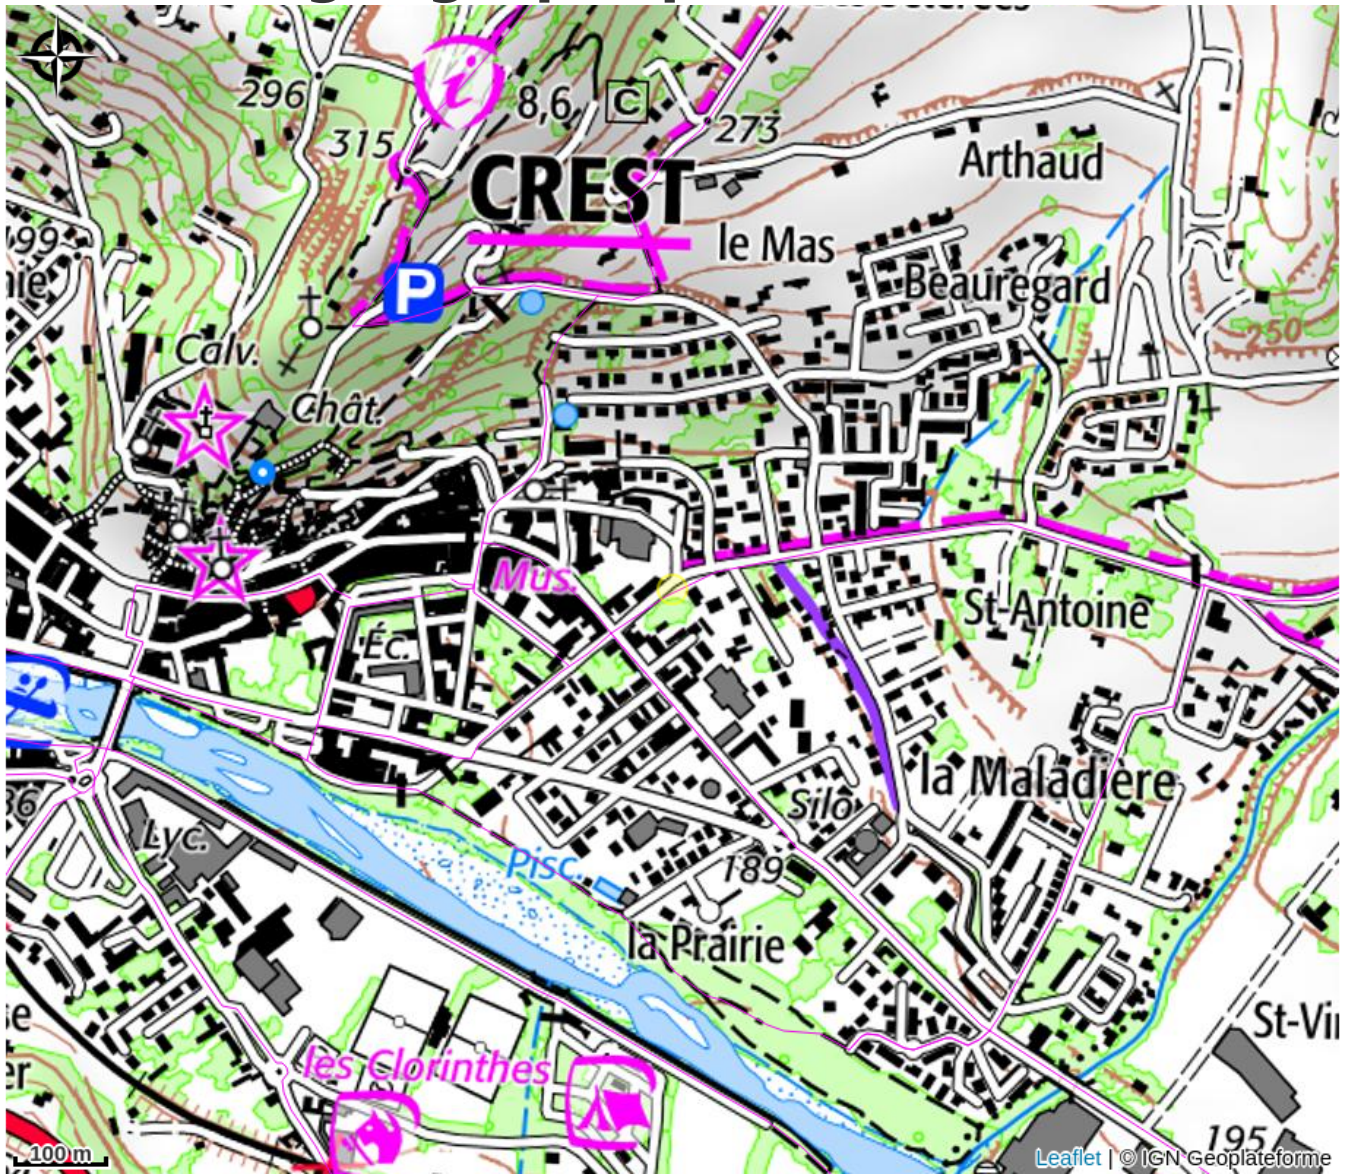 296
8,6
C
315
273
CREST
Arthaud
99
le Mas
P
Beauregard
Calv.
250
Chât.
Mus.
St-Antoine
Éc.
la Maladière
Silo
Lyc.
Pisc.
189
la Prairie
St-Vi
les Clorinthes
195
100 m
Leaflet | © IGN Geoplateforme